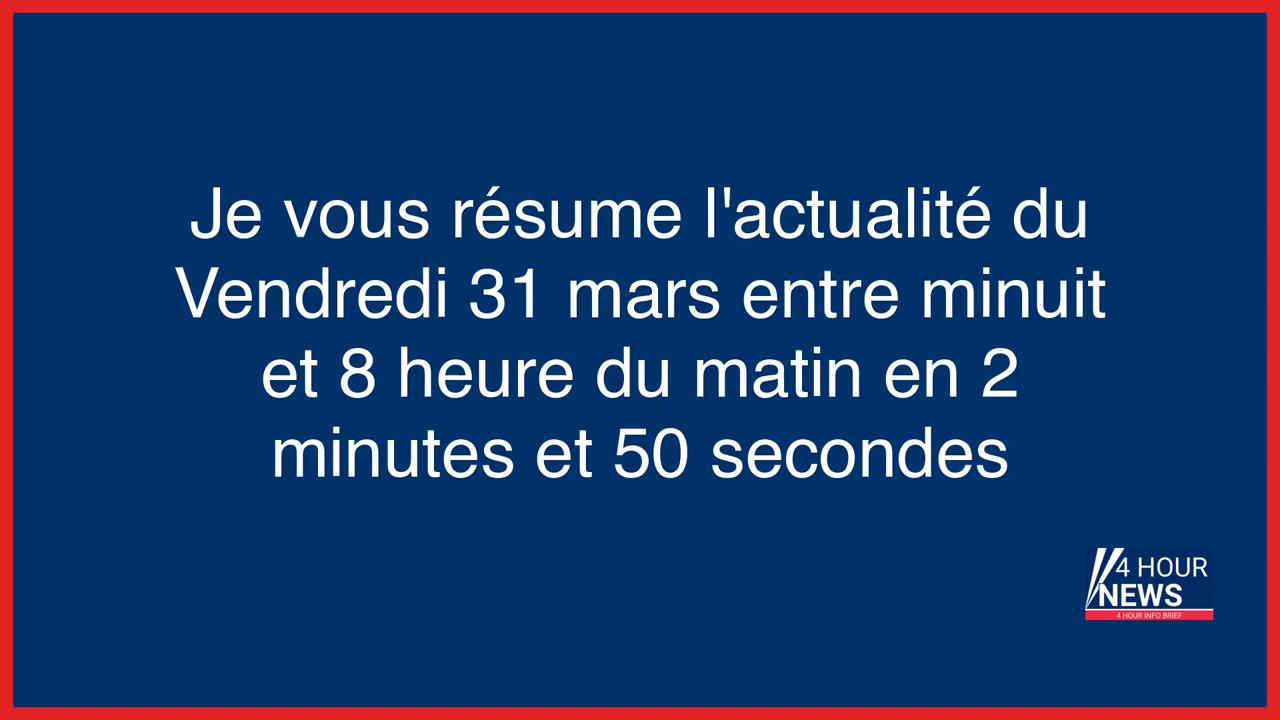 Je vous résume l'actualité du
Vendredi 31 mars entre minuit
et 8 heure du matin en 2
minutes et 50 secondes
4 HOUR
NEWS
4 HOUR INFO BRIEF